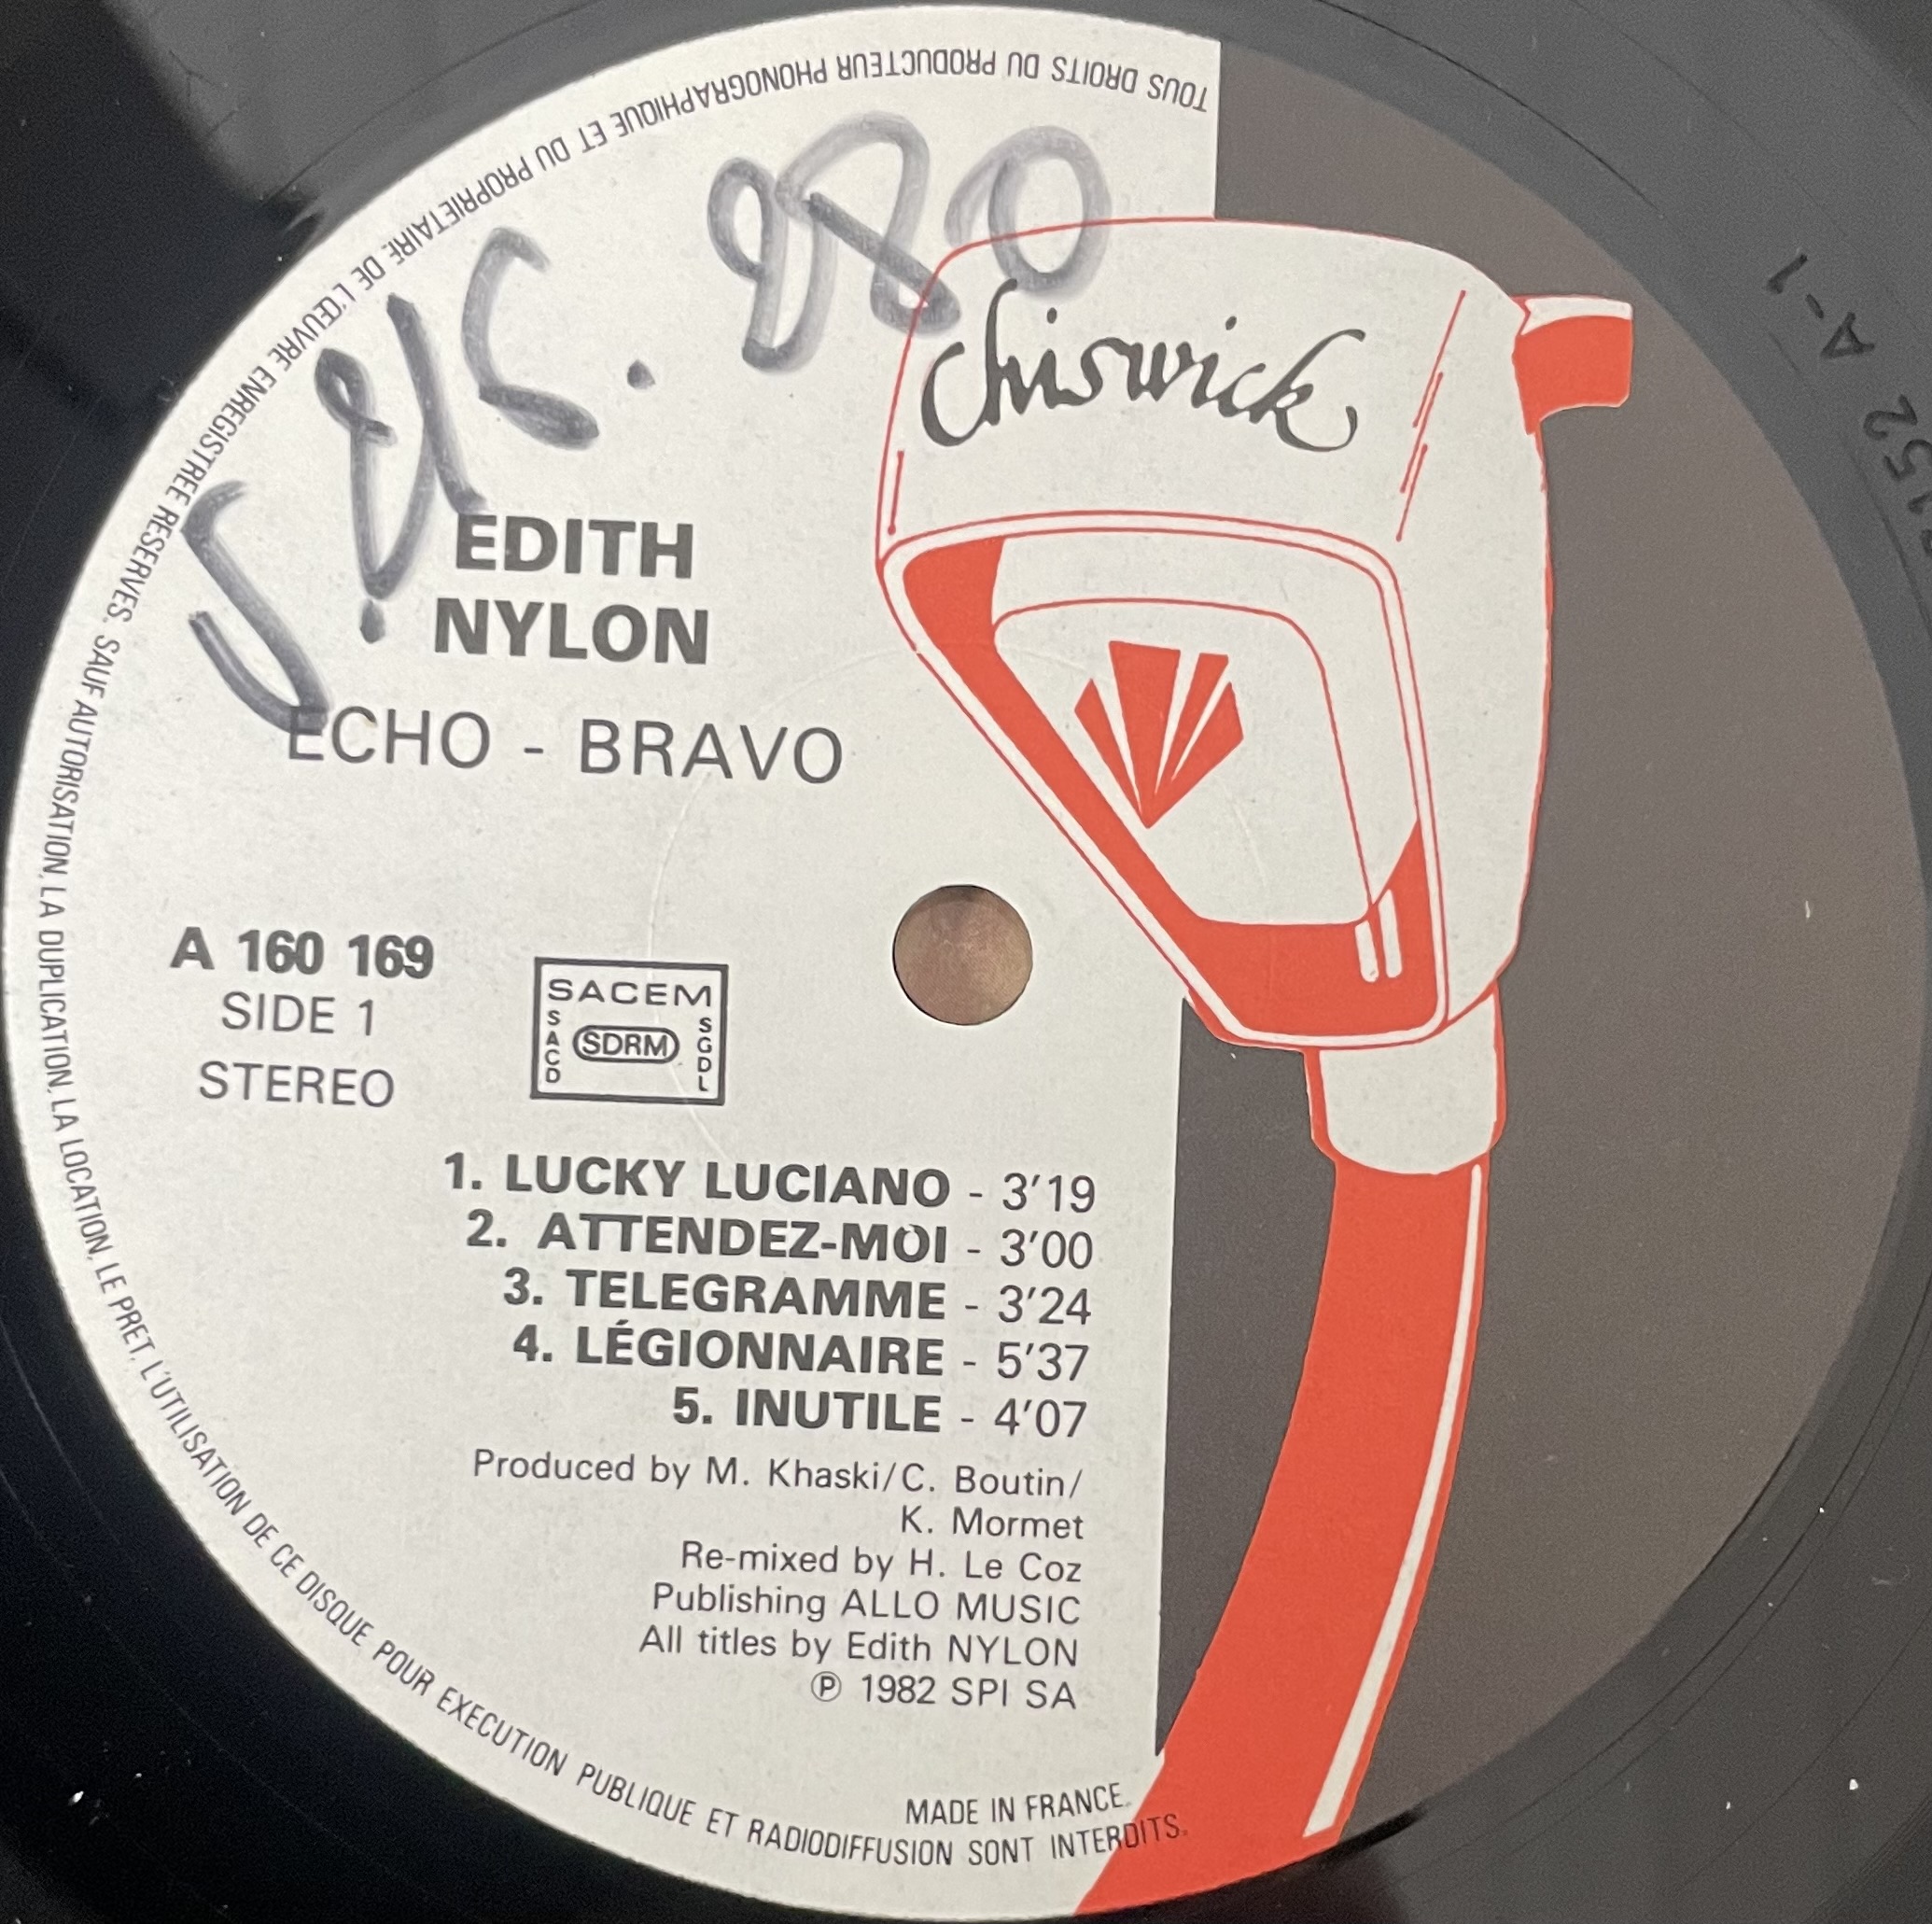 TOUS DROITS DU PRODUCTEUR PHONOGRAPHIQUE ET DU PROPRIETAIRE DE L'ŒUVRE ENREGISTREE RESERVES. SAUF AUTORISATION, LA DUPLICATION, LA LOCATION, LE PRET, L'UTILISATION DE CE DISQUE POUR EXECUTION PUBLIQUE ET RADIODIFFUSION SONT INTERDITS.
880
Chiswick
EDITH
NYLON
ECHO - BRAVO
A 160 169
SIDE 1
STEREO
SACEM
SACD
SDRM
SGDL
1. LUCKY LUCIANO - 3'19
2. ATTENDEZ-MOI - 3'00
3. TELEGRAMME - 3'24
4. LÉGIONNAIRE - 5'37
5. INUTILE - 4'07
Produced by M. Khaski/C. Boutin/
K. Mormet
Re-mixed by H. Le Coz
Publishing ALLO MUSIC
All titles by Edith NYLON
℗ 1982 SPI SA
MADE IN FRANCE.
152 A-1